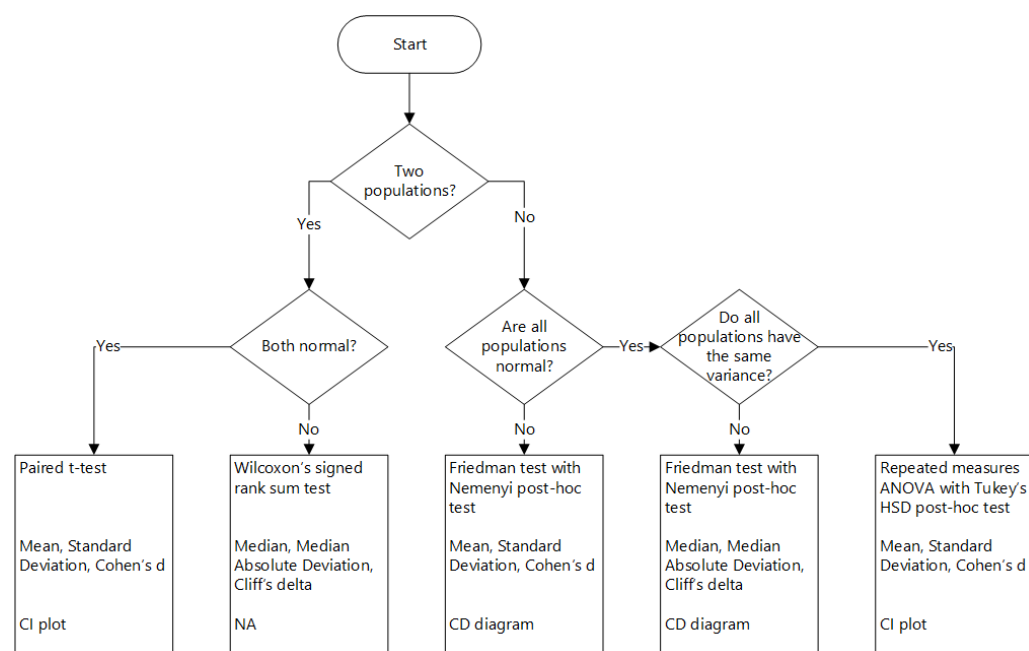 Start
Two
populations?
Yes
No
Both normal?
Are all
populations
normal?
Do all
populations have
the same
variance?
Yes
Yes
Yes
No
No
No
Paired t-test
Mean, Standard
Deviation, Cohen's d
CI plot
Wilcoxon's signed
rank sum test
Median, Median
Absolute Deviation,
Cliff's delta
NA
Friedman test with
Nemenyi post-hoc
test
Mean, Standard
Deviation, Cohen's d
CD diagram
Friedman test with
Nemenyi post-hoc
test
Median, Median
Absolute Deviation,
Cliff's delta
CD diagram
Repeated measures
ANOVA with Tukey's
HSD post-hoc test
Mean, Standard
Deviation, Cohen's d
CI plot